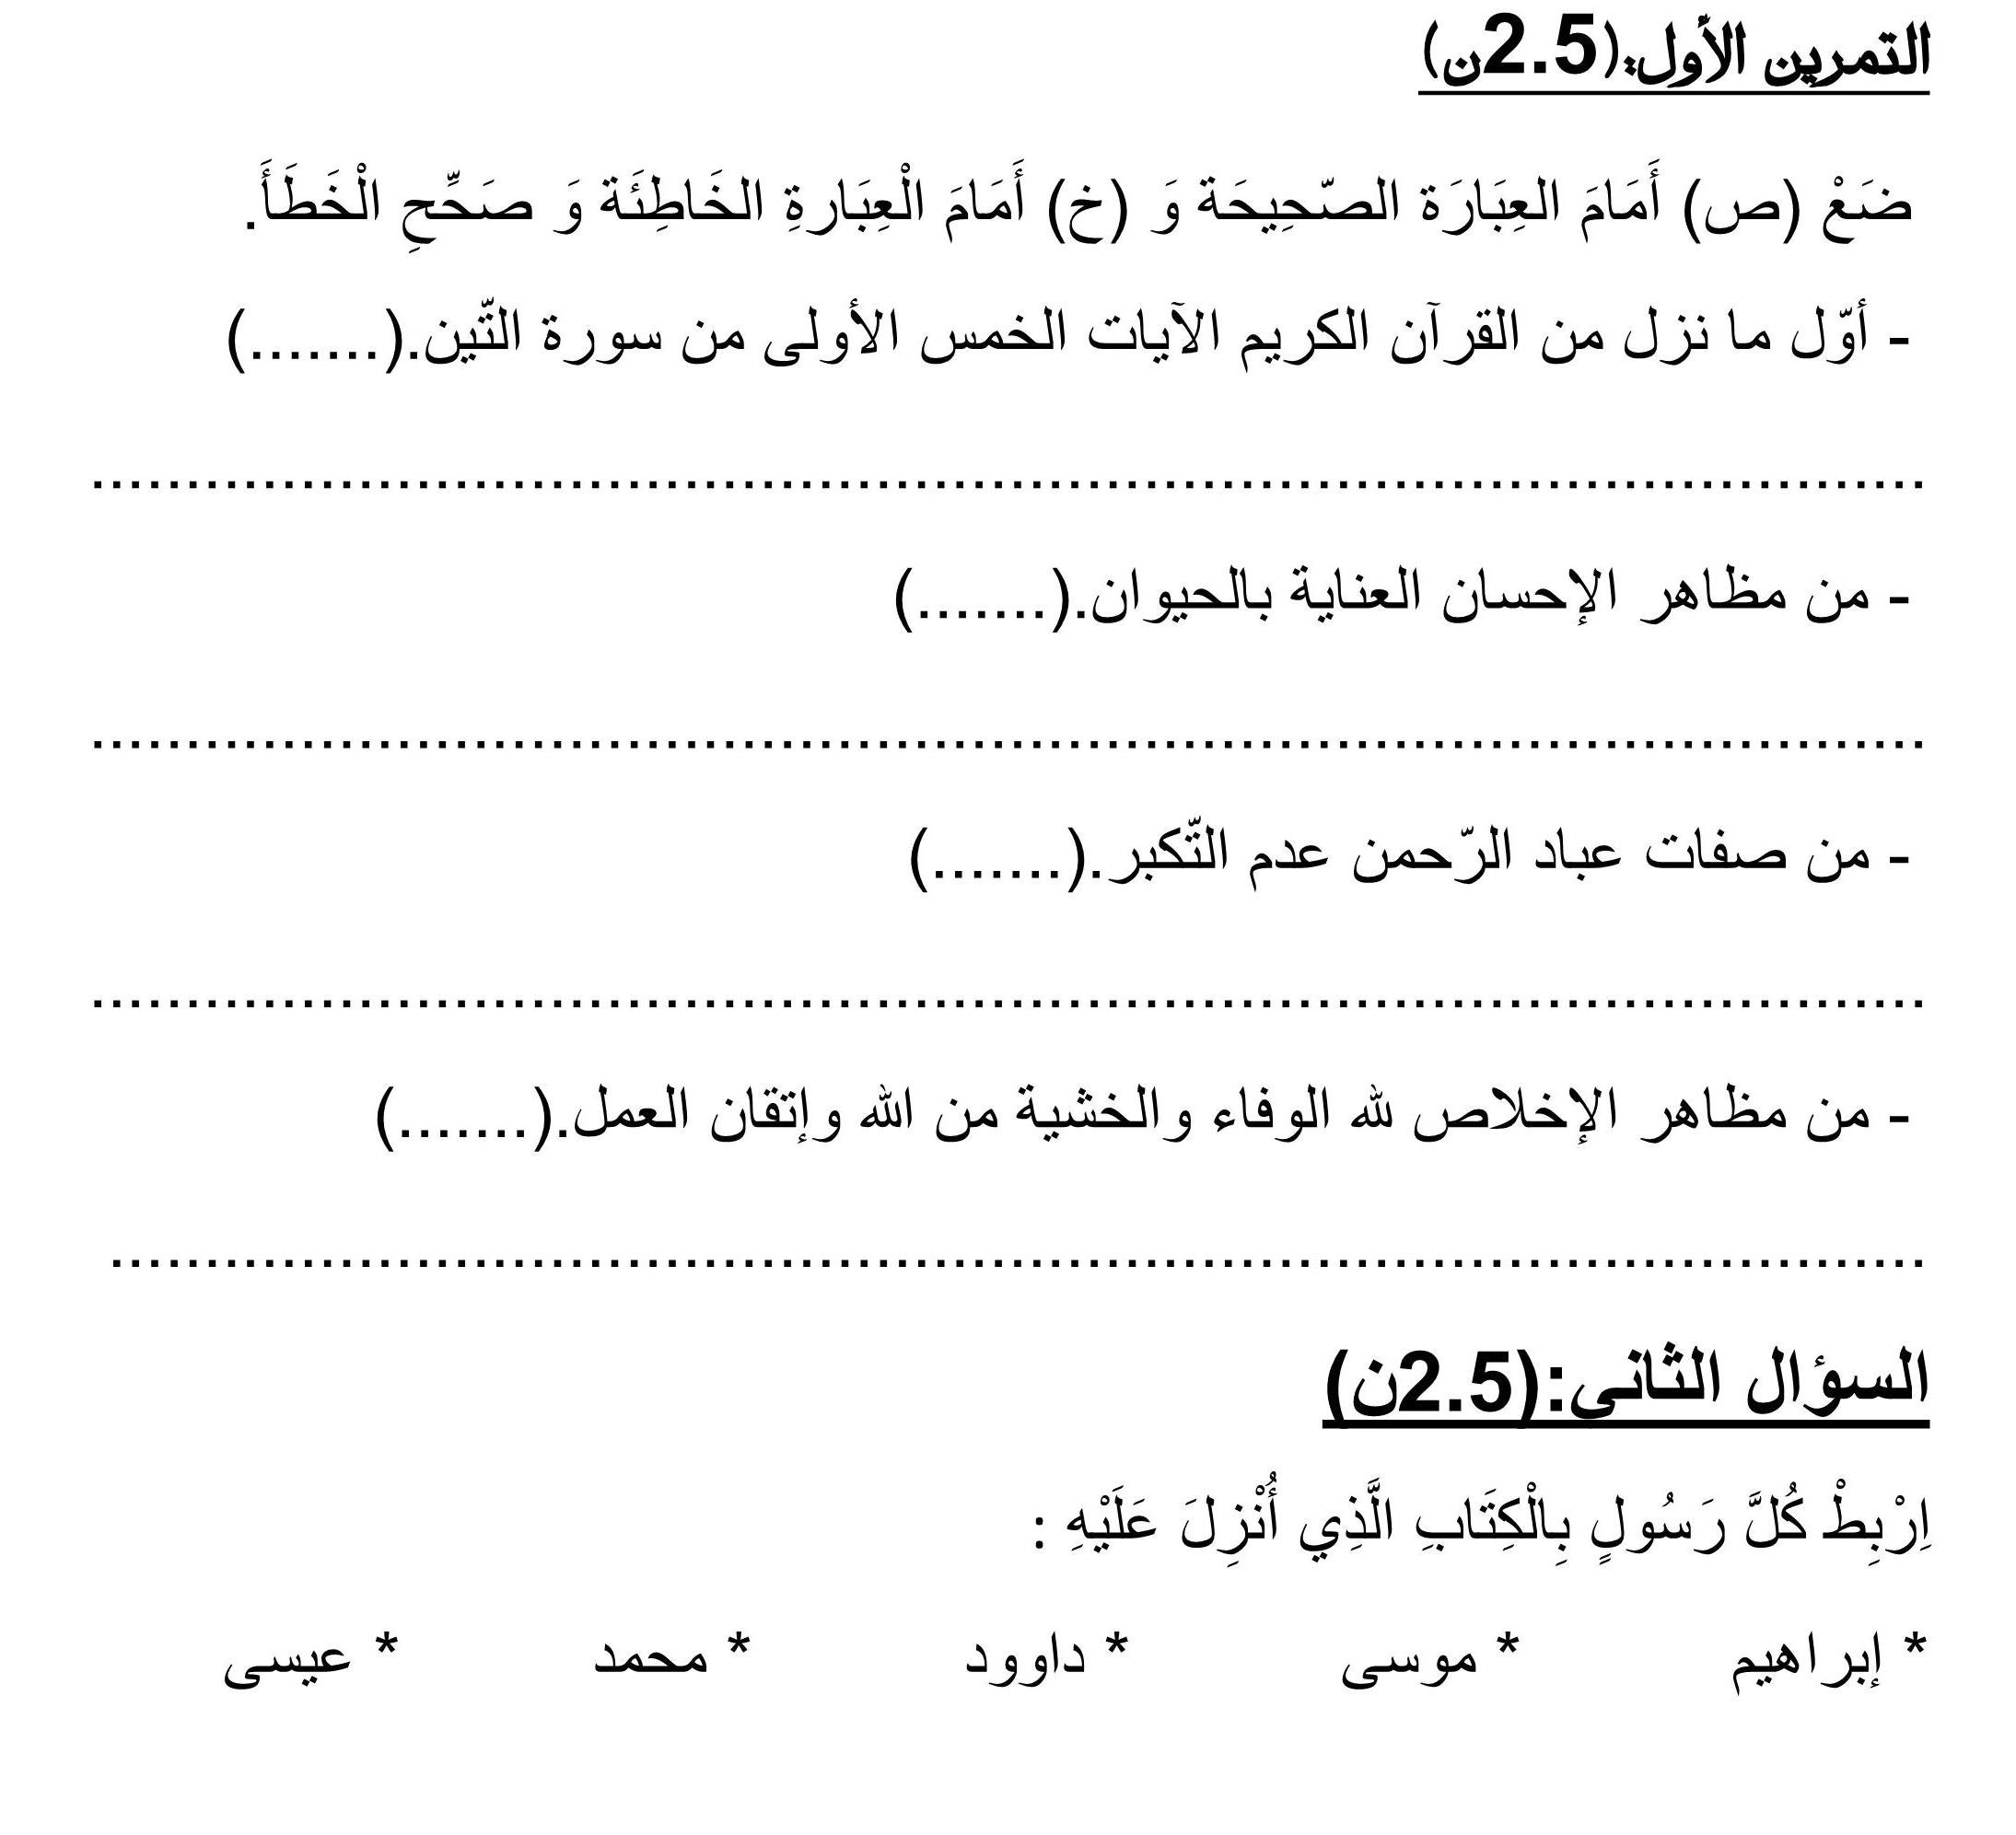 التمرين الأول:(2.5ن)
ضَعْ (ص) أَمَامَ العِبَارَة الصّحِيحَة وَ (خ) أَمَامَ الْعِبَارةِ الخَاطِئَة وَ صَحِّحِ الْخَطَأَ.
- أوّل ما نزل من القرآن الكريم الآيات الخمس الأولى من سورة التّين.(.......)
................................................................................................
- من مظاهر الإحسان العناية بالحيوان.(.......)
................................................................................................
- من صفات عباد الرّحمن عدم التّكبر.(.......)
................................................................................................
- من مظاهر الإخلاص لله الوفاء والخشية من الله وإتقان العمل.(.......)
...............................................................................................
السؤال الثاني:(2.5ن)
اِرْبِطْ كُلَّ رَسُولٍ بِالْكِتَابِ الَّذِي أُنْزِلَ عَلَيْهِ :
* إبراهيم * موسى * داوود * محمد * عيسى